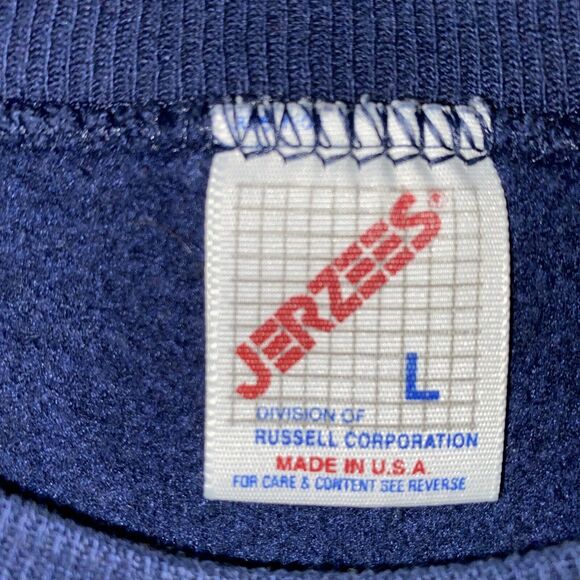 JERZEES®
L
DIVISION OF
RUSSELL CORPORATION
MADE IN U.S.A
FOR CARE & CONTENT SEE REVERSE